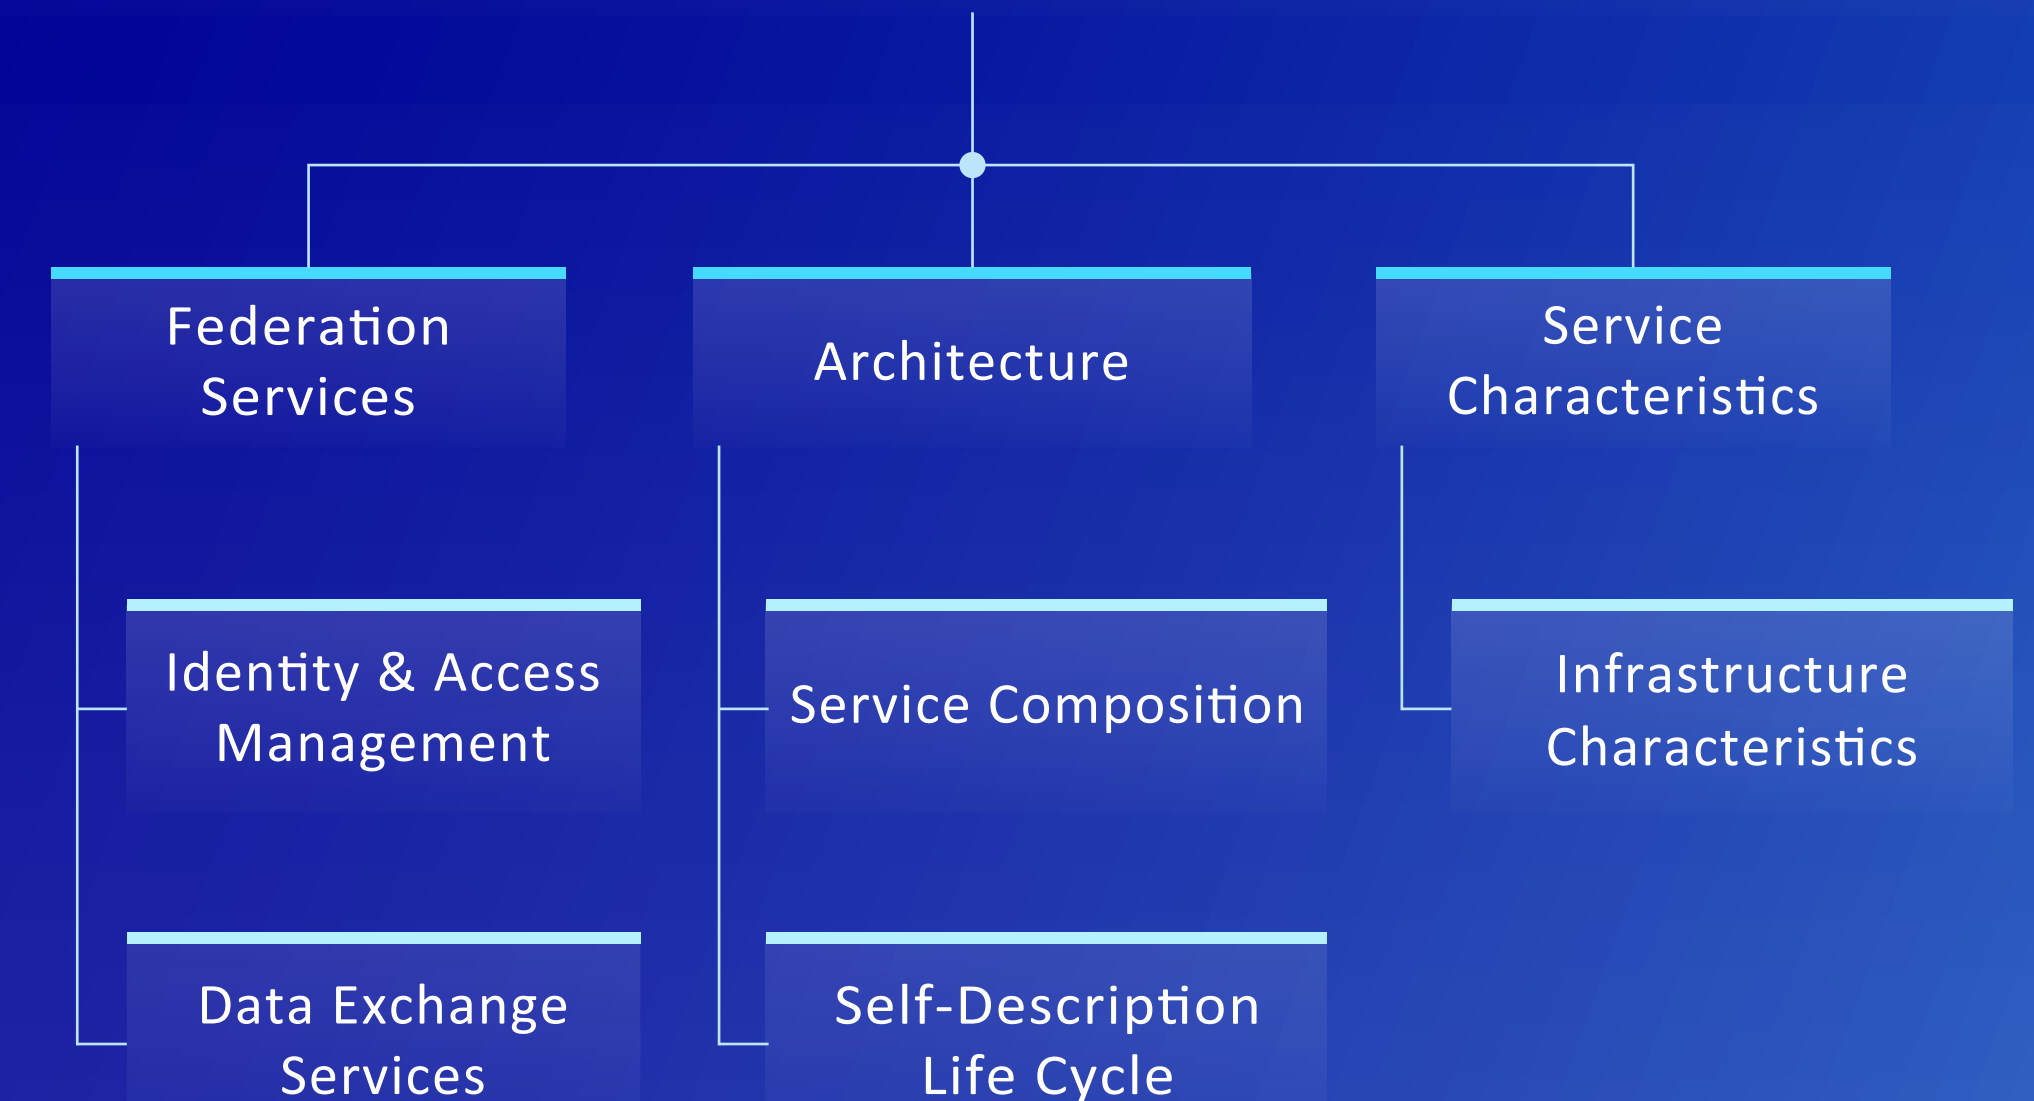 Federation
Services
Architecture
Service
Characteristics
Identity & Access
Management
Service Composition
Infrastructure
Characteristics
Data Exchange
Services
Self-Description
Life Cycle